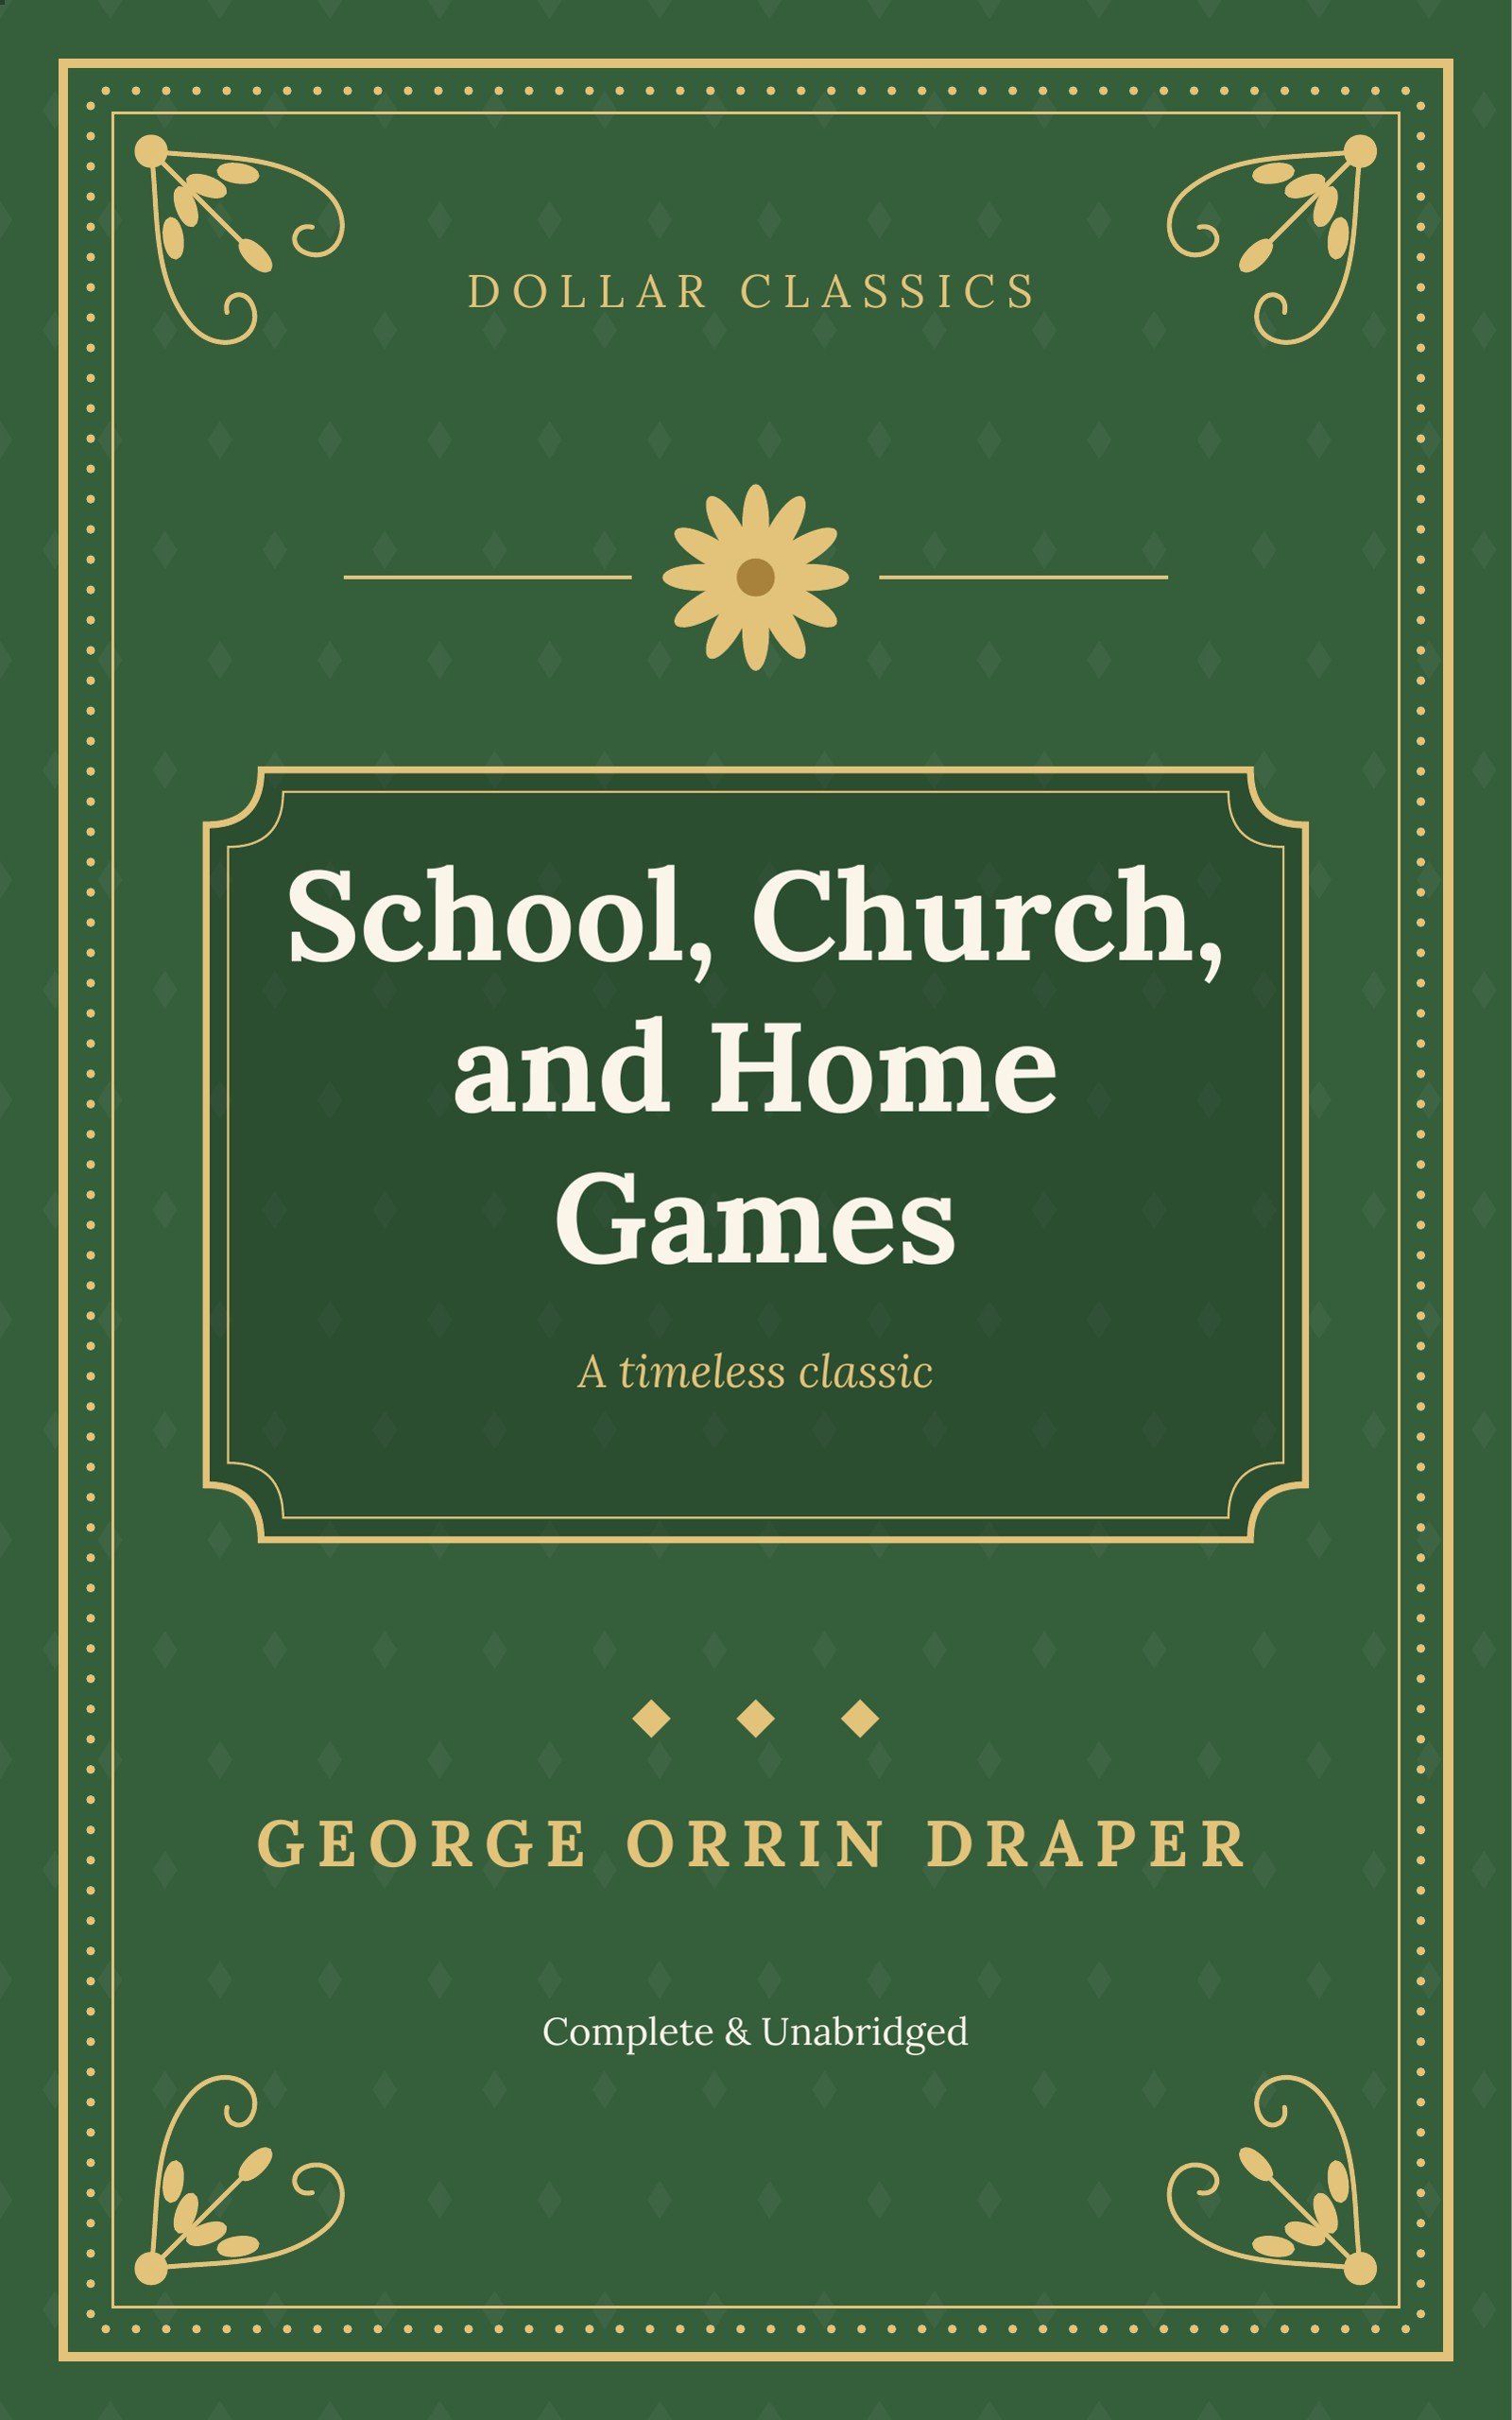 DOLLAR CLASSICS
School, Church,
and Home
Games
A timeless classic
GEORGE ORRIN DRAPER
Complete & Unabridged